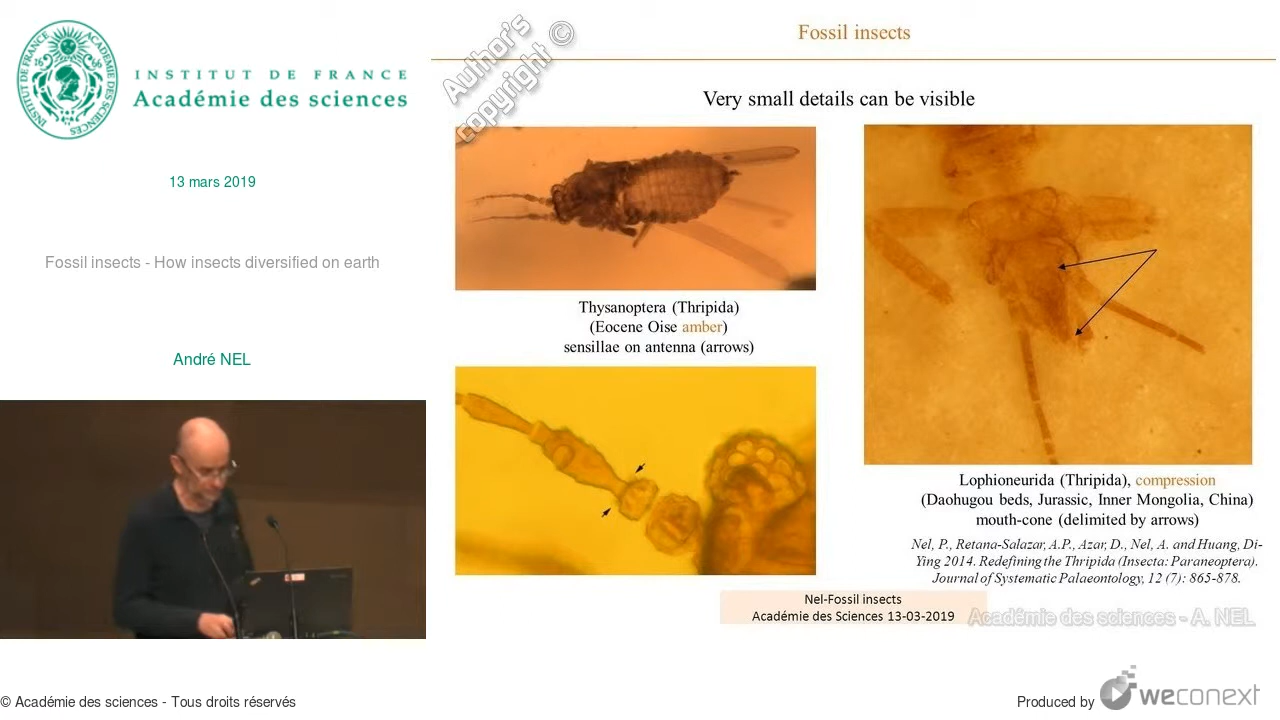 INSTITUT DE FRANCE
Académie des sciences
13 mars 2019
Fossil insects - How insects diversified on earth
André NEL
Author's
copyright ©
Fossil insects
Very small details can be visible
Thysanoptera (Thripida)
(Eocene Oise amber)
sensillae on antenna (arrows)
Lophioneurida (Thripida), compression
(Daohugou beds, Jurassic, Inner Mongolia, China)
mouth-cone (delimited by arrows)
Nel, P., Retana-Salazar, A.P., Azar, D., Nel, A. and Huang, Di-
Ying 2014. Redefining the Thripida (Insecta: Paraneoptera).
Journal of Systematic Palaeontology, 12 (7): 865-878.
Nel-Fossil insects
Académie des Sciences 13-03-2019
Académie des sciences - A. NEL
© Académie des sciences - Tous droits réservés
Produced by weconext